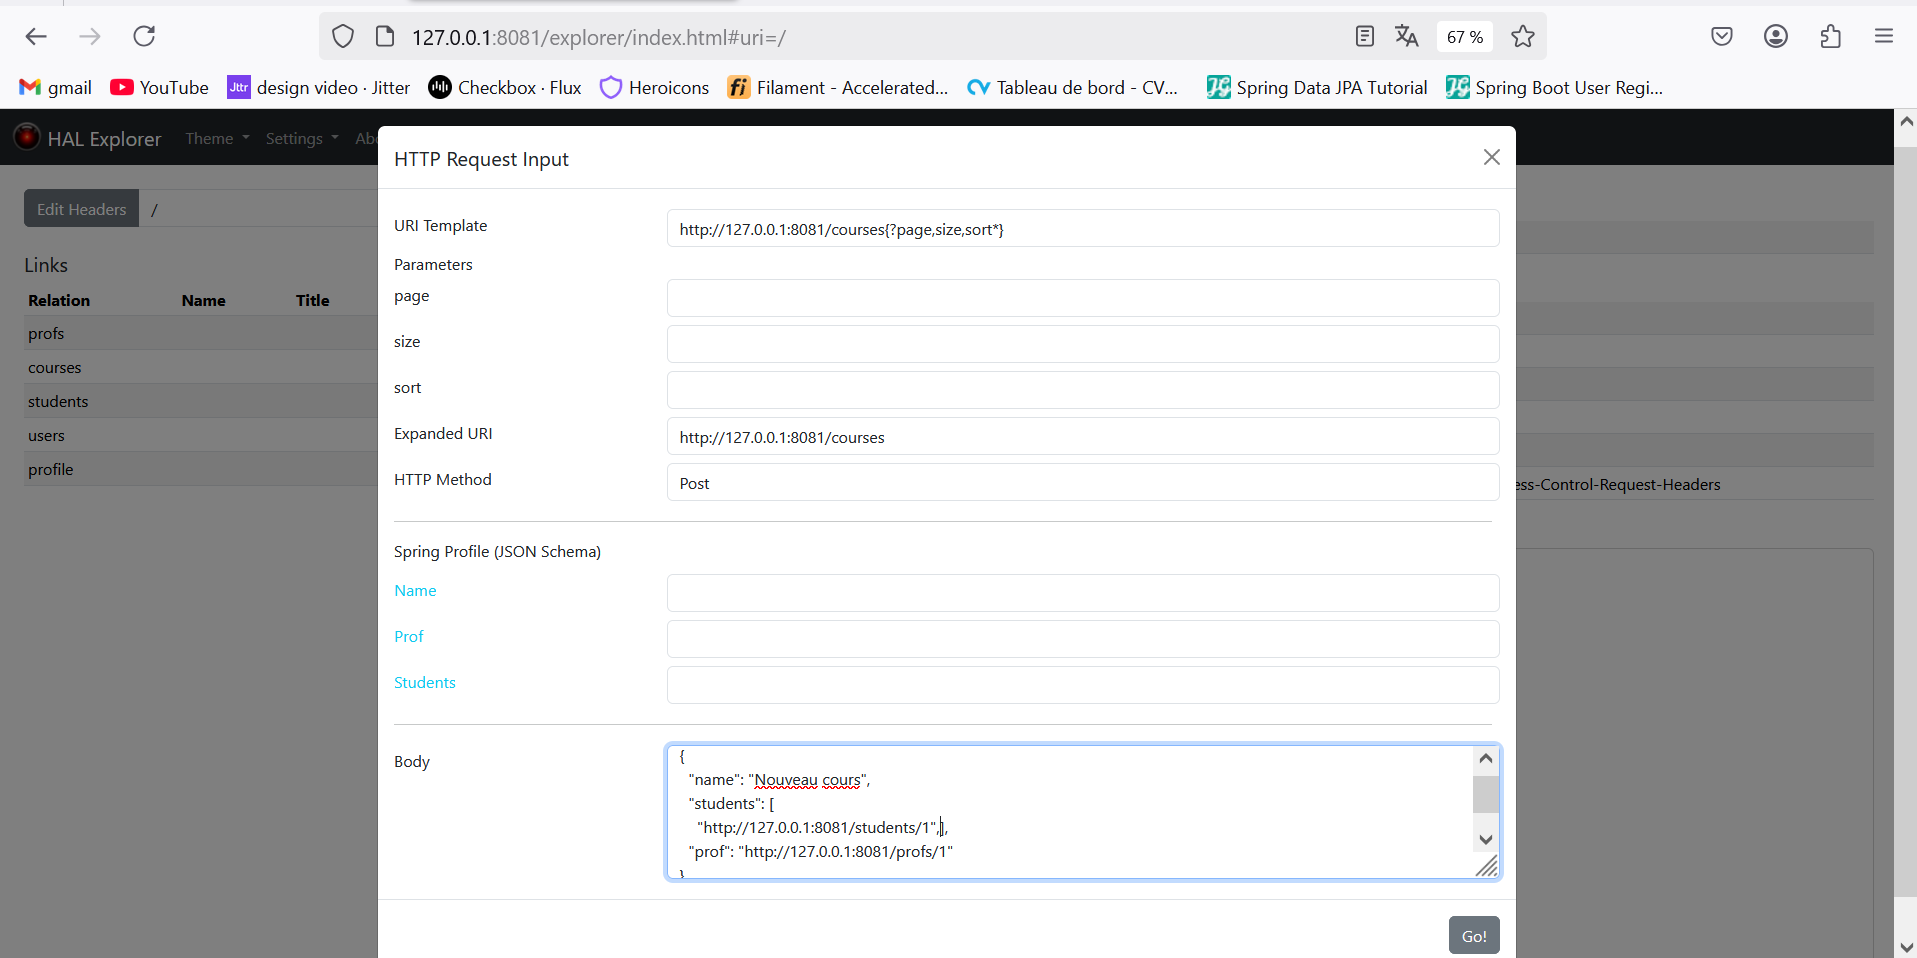 127.0.0.1:8081/explorer/index.html#uri=/
67 %
gmail
YouTube
Jttr
design video · Jitter
Checkbox · Flux
Heroicons
fi
Filament - Accelerated...
Tableau de bord - CV...
Spring Data JPA Tutorial
Spring Boot User Regi...
HAL Explorer
Theme
Settings
Abo
HTTP Request Input
Edit Headers
/
URI Template
http://127.0.0.1:8081/courses{?page,size,sort*}
Links
Parameters
Relation Name Title
page
profs
size
courses
sort
students
users
Expanded URI
http://127.0.0.1:8081/courses
profile
HTTP Method
Post
ess-Control-Request-Headers
Spring Profile (JSON Schema)
Name
Prof
Students
Body
{
"name": "Nouveau cours",
"students": [
"http://127.0.0.1:8081/students/1",],
"prof": "http://127.0.0.1:8081/profs/1"
}
Go!